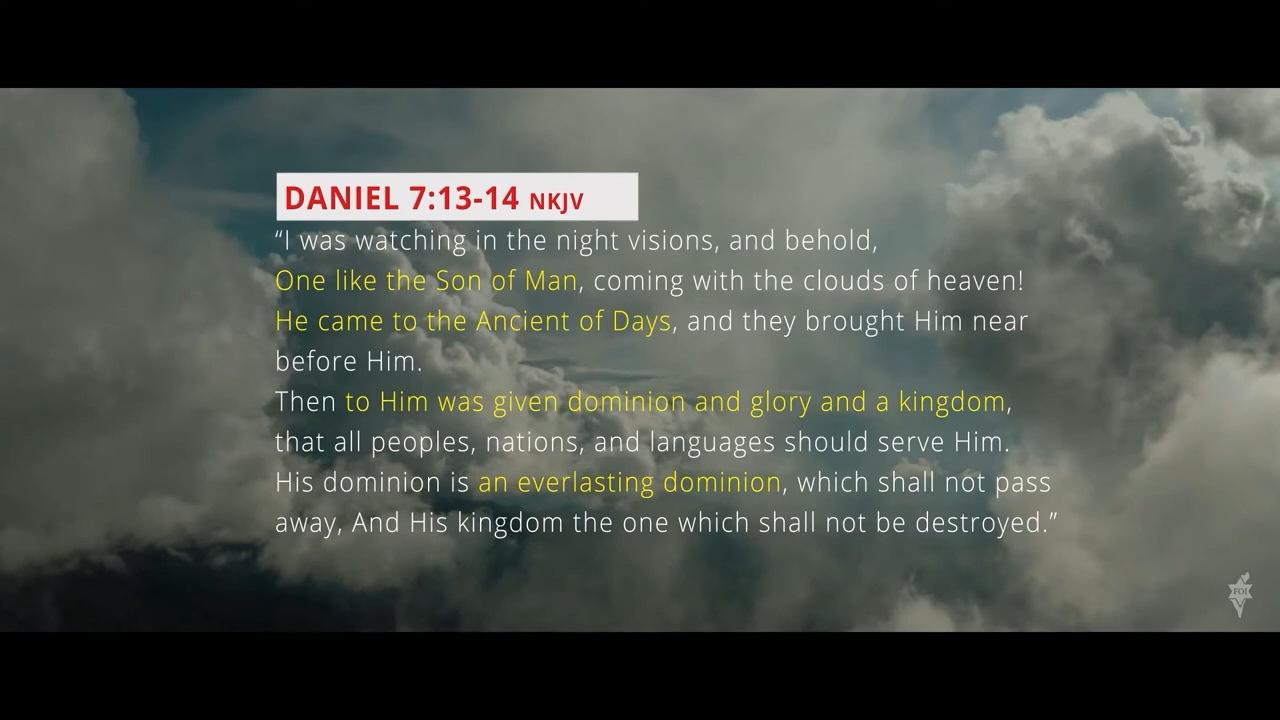 DANIEL 7:13-14 NKJV
“I was watching in the night visions, and behold,
One like the Son of Man, coming with the clouds of heaven!
He came to the Ancient of Days, and they brought Him near
before Him.
Then to Him was given dominion and glory and a kingdom,
that all peoples, nations, and languages should serve Him.
His dominion is an everlasting dominion, which shall not pass
away, And His kingdom the one which shall not be destroyed.”
FOI